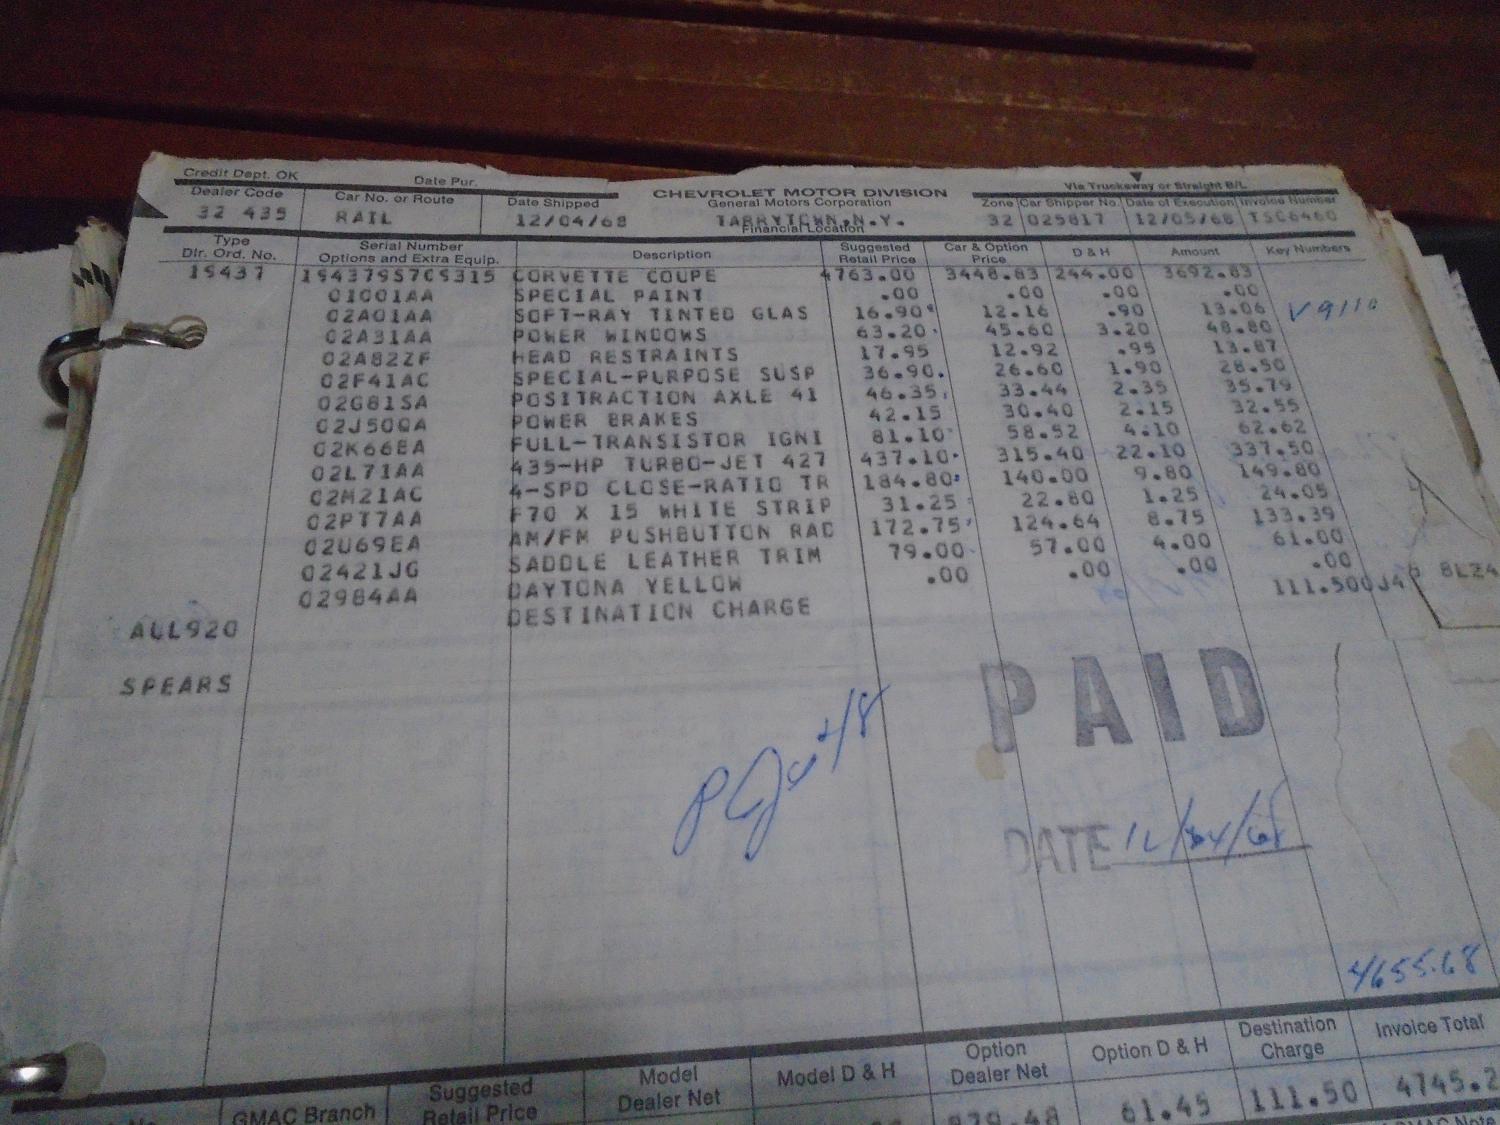 Credit Dept. OK Date Pur. CHEVROLET MOTOR DIVISION Via Truckaway or Straight B/L
Dealer Code Car No. or Route Date Shipped General Motors Corporation Zone Car Shipper No. Date of Execution Invoice Number
32 435 RAIL 12/04/68 TARRYTOWN, N.Y. 32 025817 12/05/68 TSC6460
Financial Location
Type Dlr. Ord. No. Serial Number Options and Extra Equip. Description Suggested Retail Price Car & Option Price D & H Amount Key Numbers
19437 194379S7CS315 CORVETTE COUPE 4763.00 3448.83 244.00 3692.83
01001AA SPECIAL PAINT .00 .00 .00 .00
02A01AA SOFT-RAY TINTED GLAS 16.90 12.16 .90 13.06 V9110
02A31AA POWER WINDOWS 63.20 45.60 3.20 48.80
02A82ZF HEAD RESTRAINTS 17.95 12.92 .95 13.87
02F41AC SPECIAL-PURPOSE SUSP 36.90 26.60 1.90 28.50
02G81SA POSITRACTION AXLE 41 46.35 33.44 2.35 35.79
02J50QA POWER BRAKES 42.15 30.40 2.15 32.55
02K66EA FULL-TRANSISTOR IGNI 81.10 58.52 4.10 62.62
02L71AA 435-HP TURBO-JET 427 437.10 315.40 22.10 337.50
02M21AC 4-SPD CLOSE-RATIO TR 184.80 140.00 9.80 149.80
02PT7AA F70 X 15 WHITE STRIP 31.25 22.80 1.25 24.05
02U69EA AM/FM PUSHBUTTON RAD 172.75 124.64 8.75 133.39
02421JG SADDLE LEATHER TRIM 79.00 57.00 4.00 61.00
02984AA DAYTONA YELLOW .00 .00 .00 .00
DESTINATION CHARGE 111.50
ALL920
SPEARS
PAID
DATE
4655.68
GMAC Branch Suggested Retail Price Model Dealer Net Model D & H Option Dealer Net Option D & H Destination Charge Invoice Total
61.45 111.50 4745.2